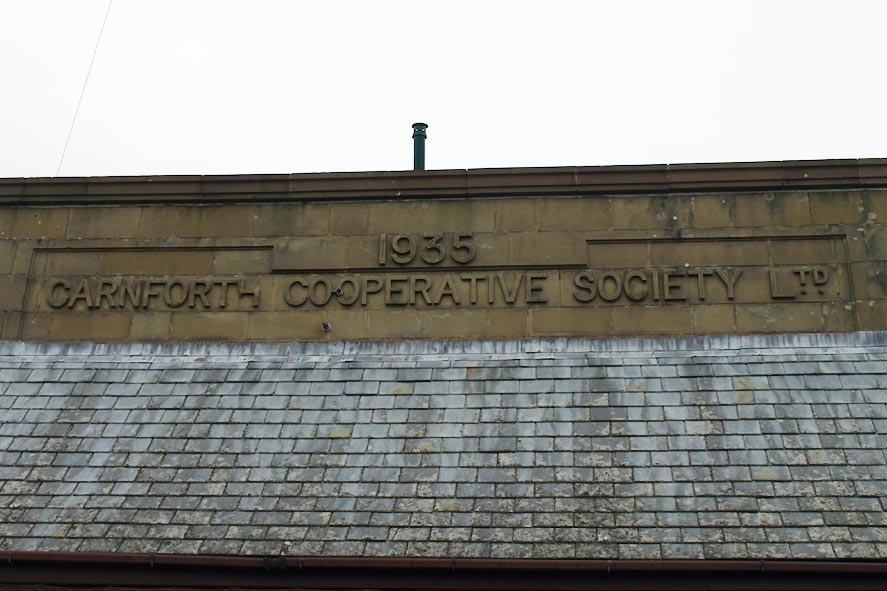 1935
CARNFORTH COOPERATIVE SOCIETY LTD